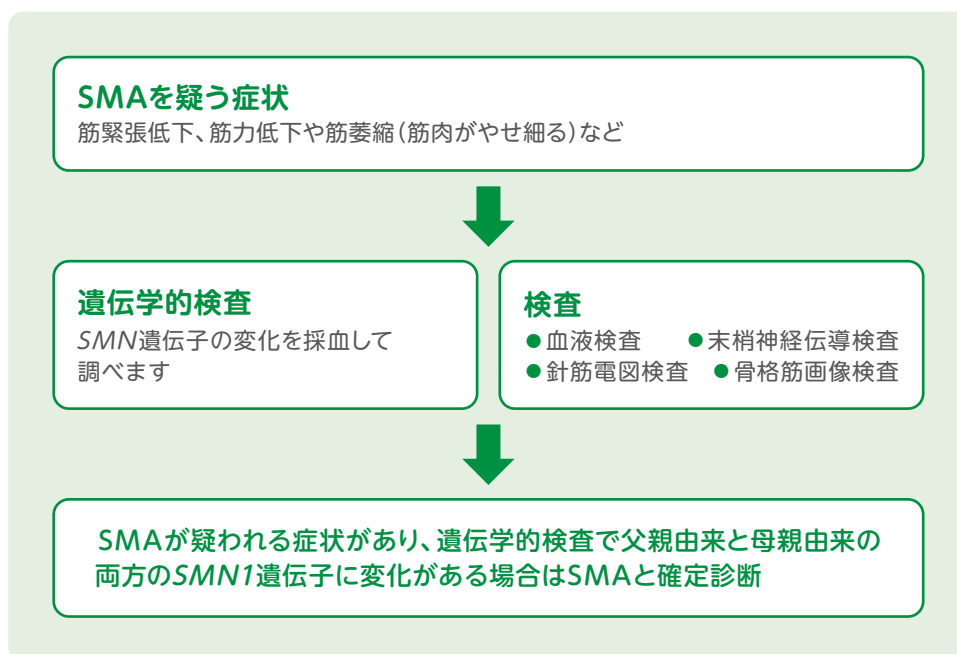 SMAを疑う症状
筋緊張低下、筋力低下や筋萎縮(筋肉がやせ細る)など
遺伝学的検査
SMN遺伝子の変化を採血して
調べます
検査
●血液検査 ●末梢神経伝導検査
●針筋電図検査 ●骨格筋画像検査
SMAが疑われる症状があり、遺伝学的検査で父親由来と母親由来の
両方のSMN1遺伝子に変化がある場合はSMAと確定診断